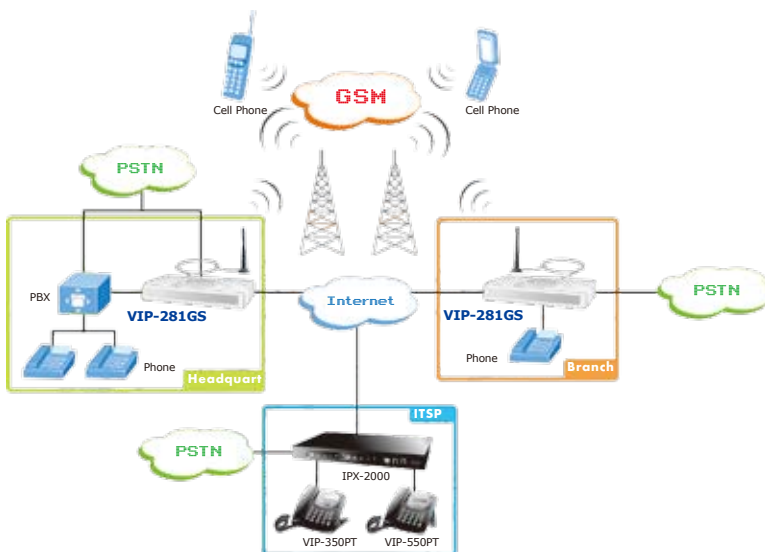 GSM
Cell Phone
Cell Phone
PSTN
PBX
VIP-281GS
Phone
Headquart
Internet
VIP-281GS
Phone
Branch
PSTN
ITSP
PSTN
IPX-2000
VIP-350PT
VIP-550PT